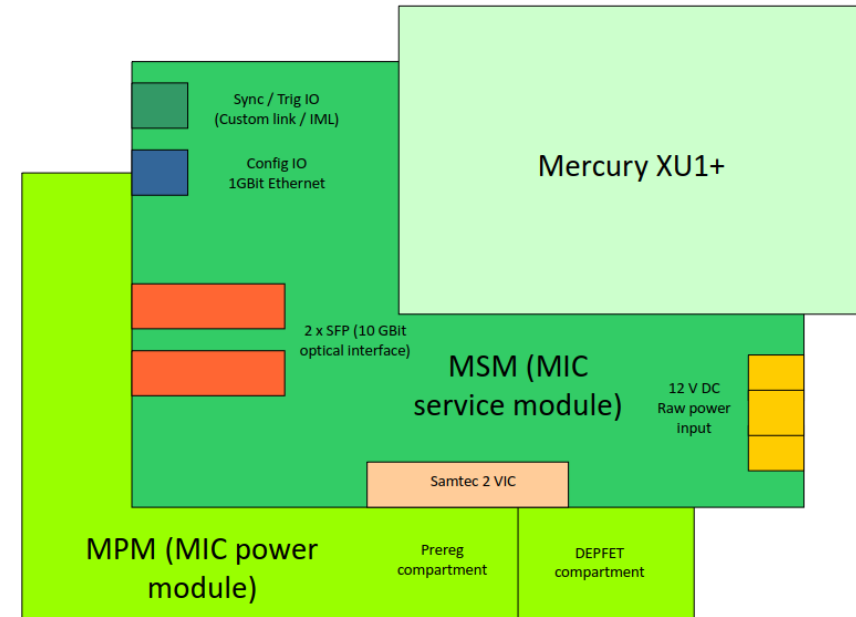 Sync / Trig IO
(Custom link / IML)
Config IO
1GBit Ethernet
Mercury XU1+
2 x SFP (10 GBit
optical interface)
MSM (MIC
service module)
12 V DC
Raw power
input
Samtec 2 VIC
MPM (MIC power
module)
Prereg
compartment
DEPFET
compartment